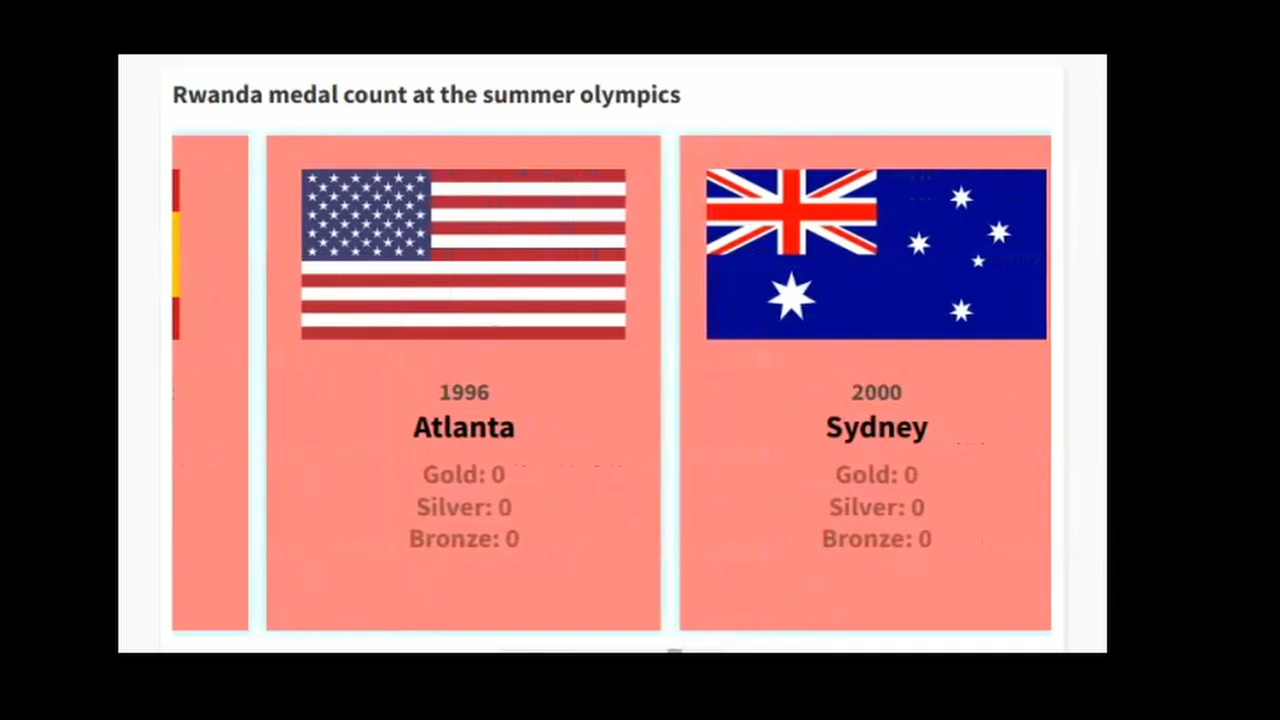 Rwanda medal count at the summer olympics
1996
Atlanta
Gold: 0
Silver: 0
Bronze: 0
2000
Sydney
Gold: 0
Silver: 0
Bronze: 0